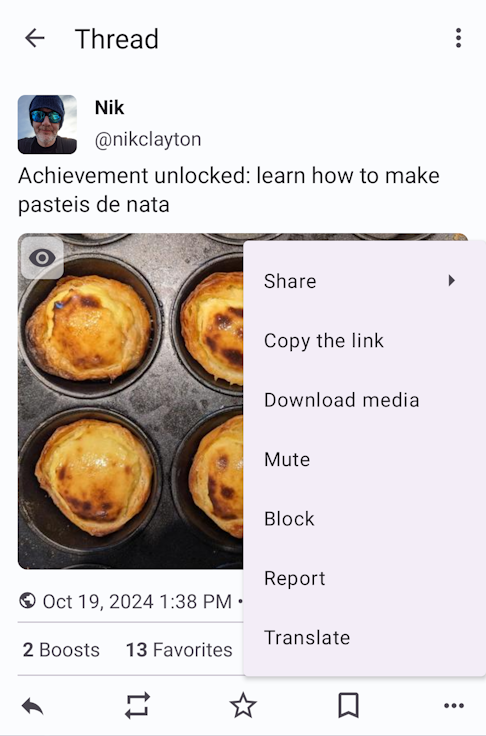 Thread
Nik
@nikclayton
Achievement unlocked: learn how to make
pasteis de nata
Share
Copy the link
Download media
Mute
Block
Report
Translate
Oct 19, 2024 1:38 PM •
2 Boosts 13 Favorites